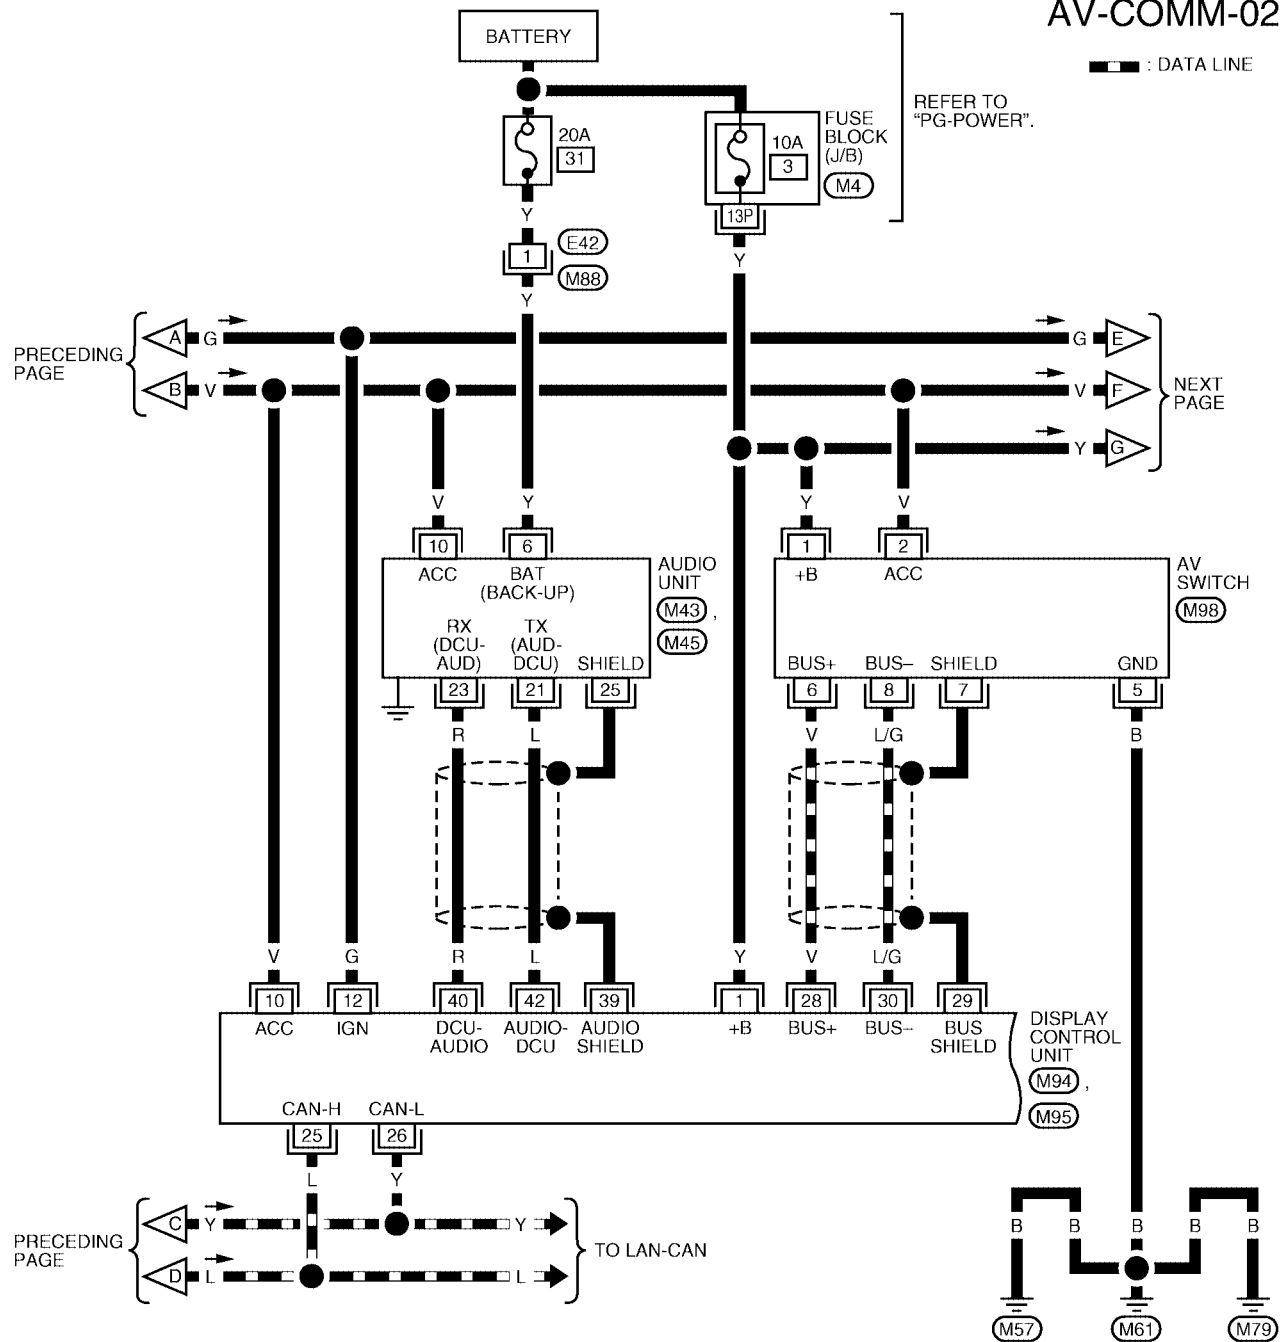 AV-COMM-02
BATTERY
: DATA LINE
REFER TO
"PG-POWER".
20A
31
10A
3
FUSE
BLOCK
(J/B)
M4
13P
Y
1
E42
M88
Y
Y
PRECEDING
PAGE
A
G
G
E
B
V
V
F
NEXT
PAGE
Y
G
V
Y
Y
V
10
6
1
2
ACC
BAT
(BACK-UP)
AUDIO
UNIT
M43 ,
M45
+B
ACC
AV
SWITCH
M98
RX
(DCU-
AUD)
TX
(AUD-
DCU)
SHIELD
BUS+
BUS–
SHIELD
GND
23
21
25
6
8
7
5
R
L
V
L/G
B
V
G
R
L
Y
V
L/G
10
12
40
42
39
1
28
30
29
ACC
IGN
DCU-
AUDIO
AUDIO-
DCU
AUDIO
SHIELD
+B
BUS+
BUS–
BUS
SHIELD
DISPLAY
CONTROL
UNIT
M94 ,
M95
CAN-H
CAN-L
25
26
L
Y
PRECEDING
PAGE
C
Y
Y
D
L
L
TO LAN-CAN
B
B
B
B
B
M57
M61
M79